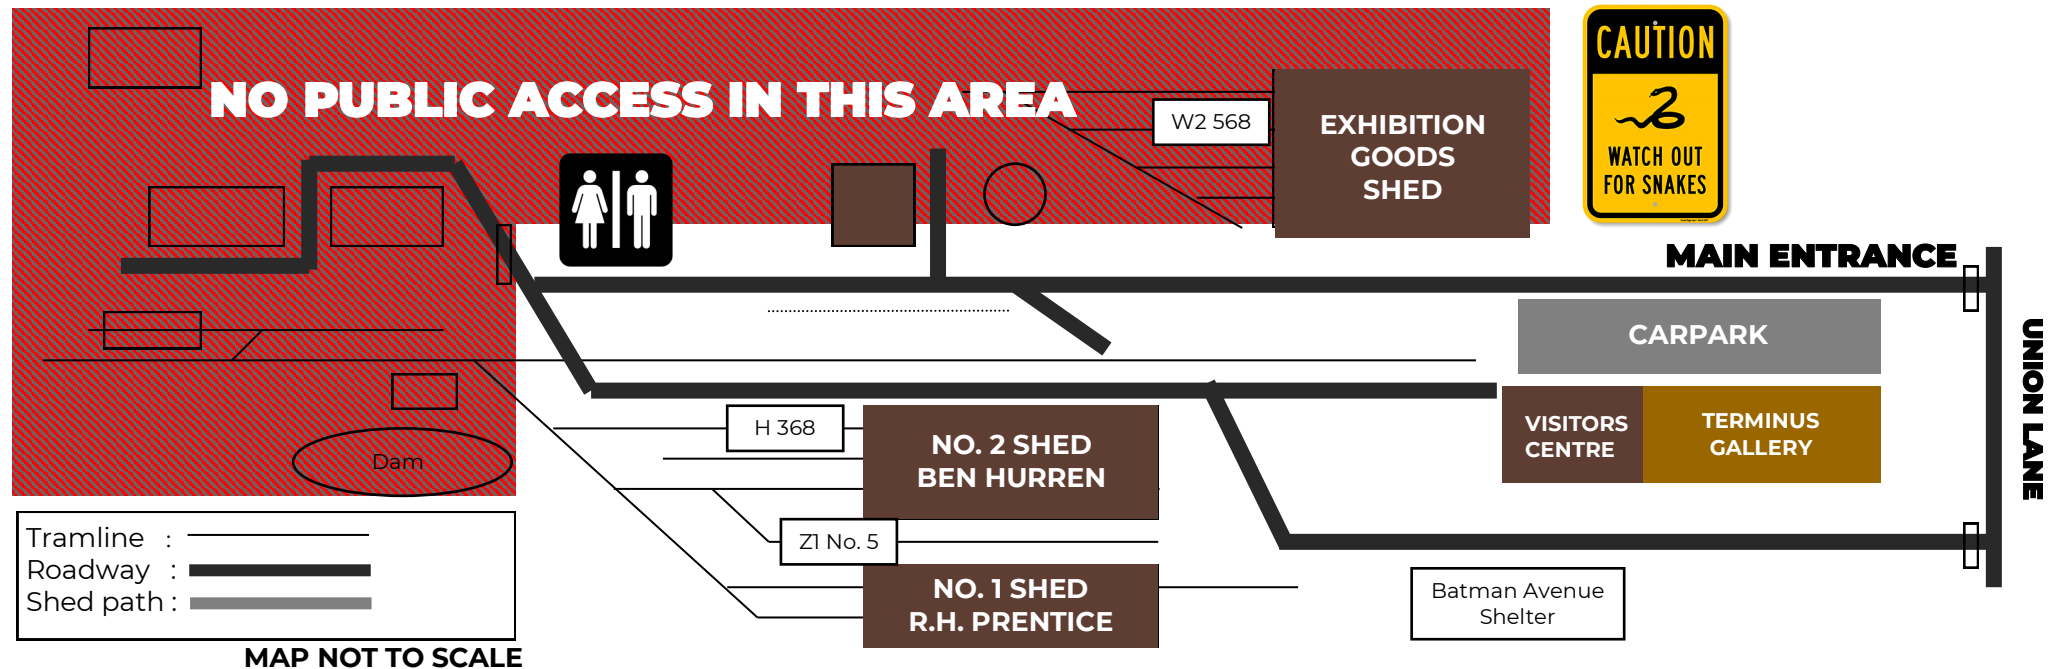 NO PUBLIC ACCESS IN THIS AREA
W2 568
EXHIBITION
GOODS
SHED
CAUTION
WATCH OUT
FOR SNAKES
MAIN ENTRANCE
UNION LANE
CARPARK
VISITORS
CENTRE
TERMINUS
GALLERY
H 368
NO. 2 SHED
BEN HURREN
Dam
Z1 No. 5
NO. 1 SHED
R.H. PRENTICE
Batman Avenue
Shelter
Tramline :
Roadway :
Shed path :
MAP NOT TO SCALE